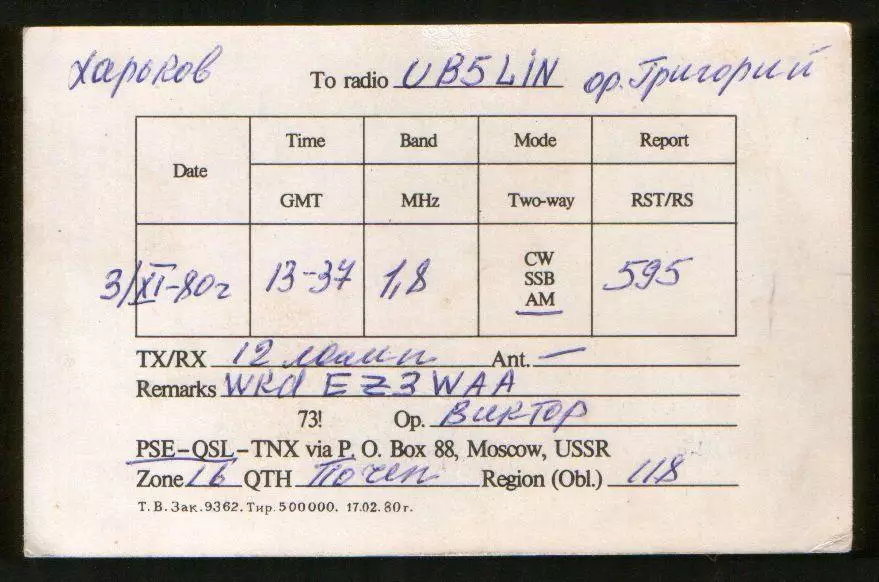 Харьков To radio UB5LIN ор. Григорий
Date Time Band Mode Report
GMT MHz Two-way RST/RS
3/XI-80г 13-37 1,8 CW SSB AM 595
TX/RX 12 ламп Ant. —
Remarks WKD EZ3WAA
73! Op. Виктор
PSE–QSL–TNX via P. O. Box 88, Moscow, USSR
Zone 16 QTH Почеп Region (Obl.) 118
Т.В.Зак.9362.Тир.500000. 17.02.80г.